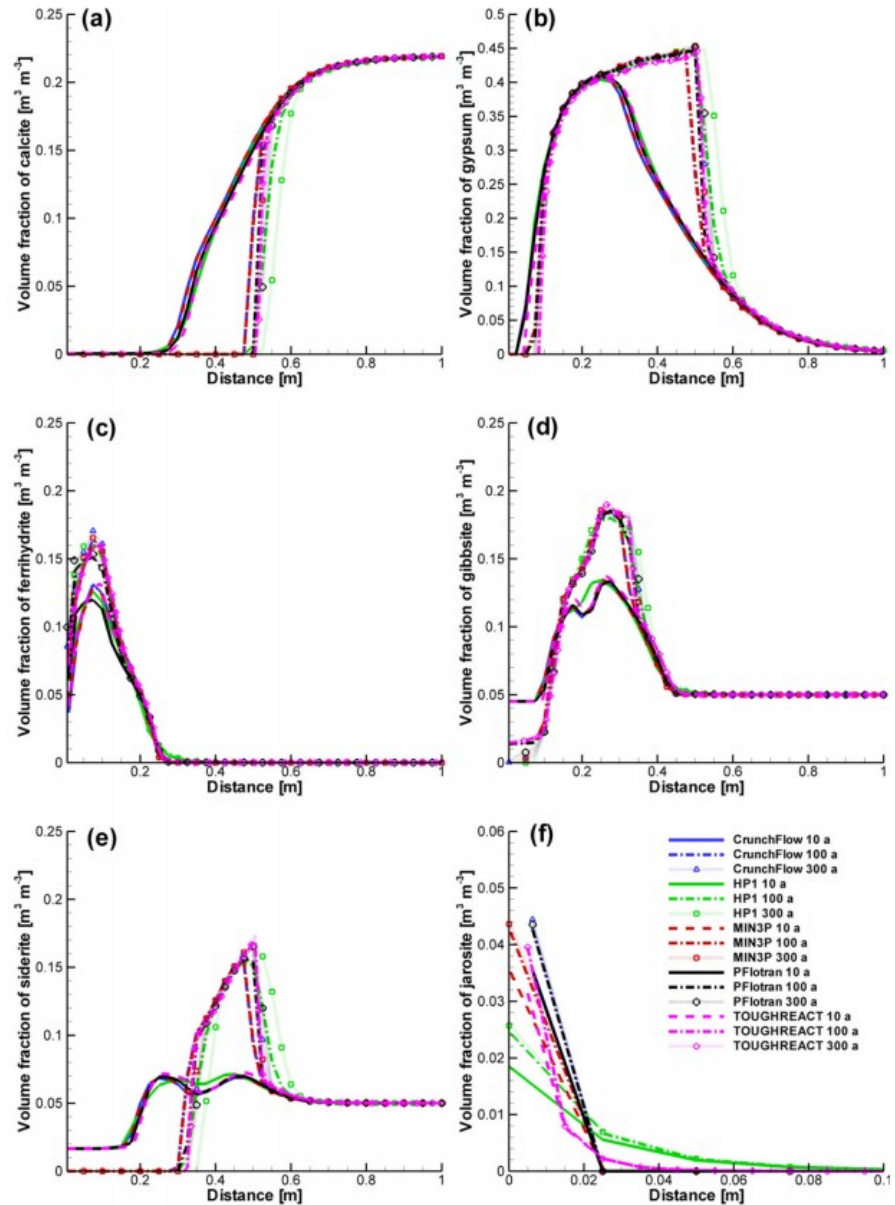 (a)
Volume fraction of calcite [m³ m⁻³]
0.25
0.2
0.15
0.1
0.05
0
0.2 0.4 0.6 0.8 1
Distance [m]
(b)
Volume fraction of gypsum [m³ m⁻³]
0.45
0.4
0.35
0.3
0.25
0.2
0.15
0.1
0.05
0
0 0.2 0.4 0.6 0.8 1
Distance [m]
(c)
Volume fraction of ferrihydrite [m³ m⁻³]
0.25
0.2
0.15
0.1
0.05
0
0.2 0.4 0.6 0.8 1
Distance [m]
(d)
Volume fraction of gibbsite [m³ m⁻³]
0.25
0.2
0.15
0.1
0.05
0
0 0.2 0.4 0.6 0.8 1
Distance [m]
(e)
Volume fraction of siderite [m³ m⁻³]
0.25
0.2
0.15
0.1
0.05
0
0.2 0.4 0.6 0.8 1
Distance [m]
(f)
Volume fraction of jarosite [m³ m⁻³]
0.06
0.05
0.04
0.03
0.02
0.01
0
0 0.02 0.04 0.06 0.08 0.1
Distance [m]
CrunchFlow 10 a
CrunchFlow 100 a
CrunchFlow 300 a
HP1 10 a
HP1 100 a
HP1 300 a
MIN3P 10 a
MIN3P 100 a
MIN3P 300 a
PFlotran 10 a
PFlotran 100 a
PFlotran 300 a
TOUGHREACT 10 a
TOUGHREACT 100 a
TOUGHREACT 300 a